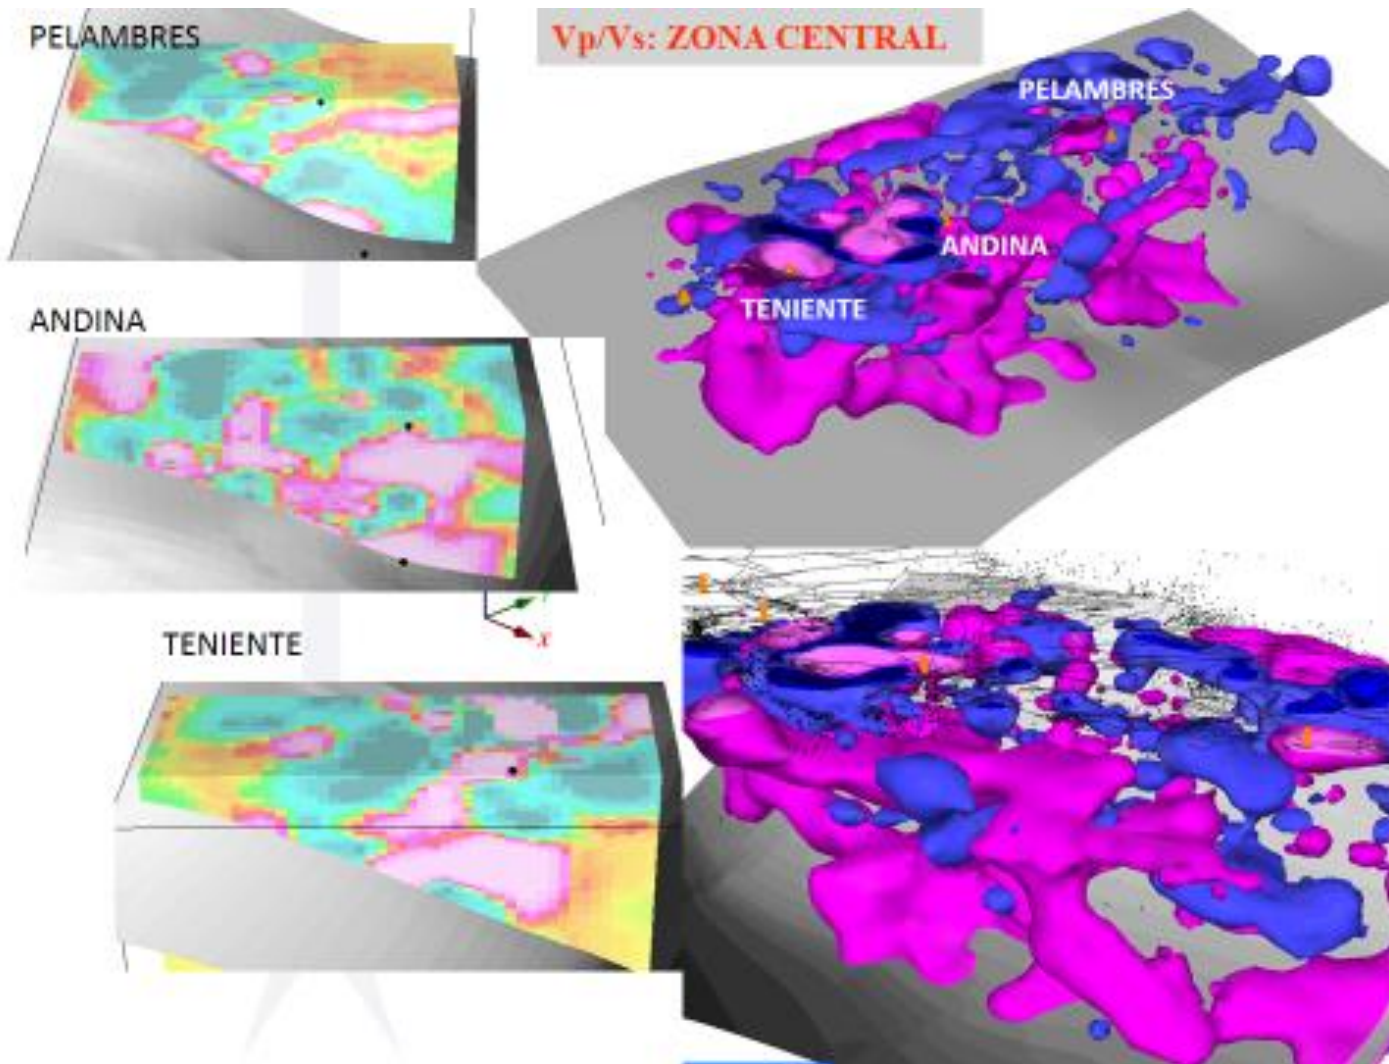 PELAMBRES
Vp/Vs: ZONA CENTRAL
PELAMBRES
ANDINA
TENIENTE
ANDINA
X
TENIENTE